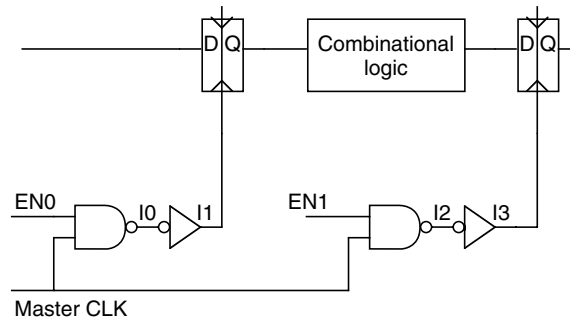 D Q
Combinational
logic
D Q
EN0
I0
I1
EN1
I2
I3
Master CLK